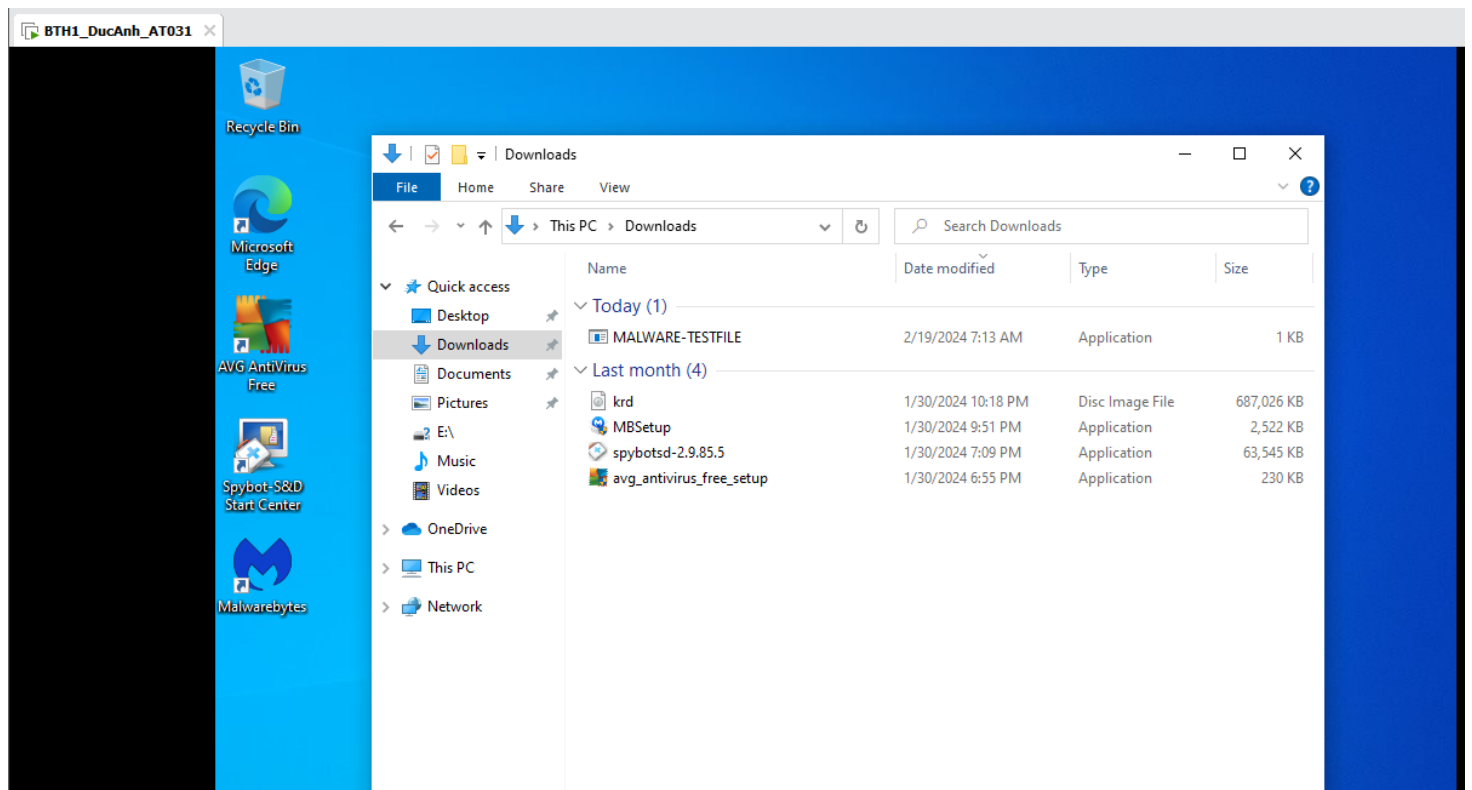 BTH1_DucAnh_AT031
Recycle Bin
Microsoft
Edge
AVG AntiVirus
Free
Spybot-S&D
Start Center
Malwarebytes
Downloads
File Home Share View
This PC > Downloads
Search Downloads
Quick access
Desktop
Downloads
Documents
Pictures
E:\
Music
Videos
OneDrive
This PC
Network
Name Date modified Type Size
Today (1)
MALWARE-TESTFILE 2/19/2024 7:13 AM Application 1 KB
Last month (4)
krd 1/30/2024 10:18 PM Disc Image File 687,026 KB
MBSetup 1/30/2024 9:51 PM Application 2,522 KB
spybotsd-2.9.85.5 1/30/2024 7:09 PM Application 63,545 KB
avg_antivirus_free_setup 1/30/2024 6:55 PM Application 230 KB